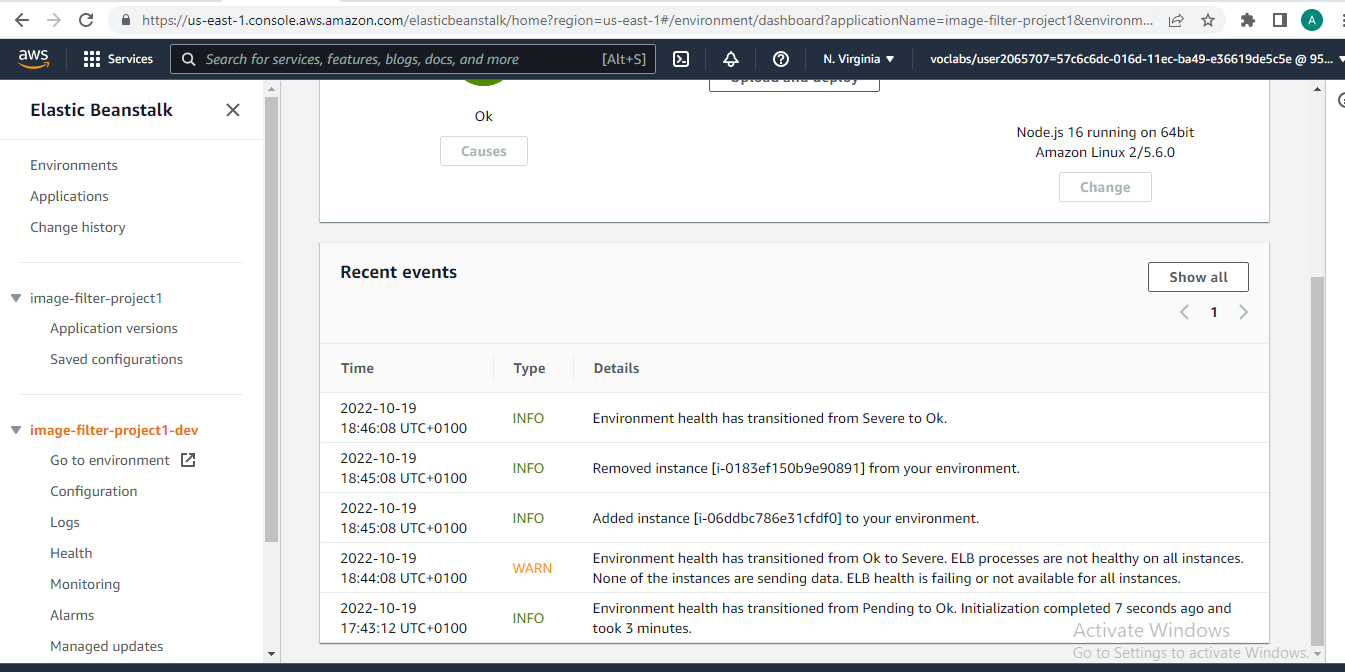 https://us-east-1.console.aws.amazon.com/elasticbeanstalk/home?region=us-east-1#/environment/dashboard?applicationName=image-filter-project1&environm...
A
aws
Services
Search for services, features, blogs, docs, and more
[Alt+S]
N. Virginia
voclabs/user2065707=57c6c6dc-016d-11ec-ba49-e36619de5c5e @ 95...
Elastic Beanstalk
Environments
Applications
Change history
image-filter-project1
Application versions
Saved configurations
image-filter-project1-dev
Go to environment
Configuration
Logs
Health
Monitoring
Alarms
Managed updates
Upload and deploy
Ok
Causes
Node.js 16 running on 64bit
Amazon Linux 2/5.6.0
Change
Recent events
Show all
1
Time Type Details
2022-10-19
18:46:08 UTC+0100
INFO
Environment health has transitioned from Severe to Ok.
2022-10-19
18:45:08 UTC+0100
INFO
Removed instance [i-0183ef150b9e90891] from your environment.
2022-10-19
18:45:08 UTC+0100
INFO
Added instance [i-06ddbc786e31cfdf0] to your environment.
2022-10-19
18:44:08 UTC+0100
WARN
Environment health has transitioned from Ok to Severe. ELB processes are not healthy on all instances.
None of the instances are sending data. ELB health is failing or not available for all instances.
2022-10-19
17:43:12 UTC+0100
INFO
Environment health has transitioned from Pending to Ok. Initialization completed 7 seconds ago and
took 3 minutes.
Activate Windows
Go to Settings to activate Windows.